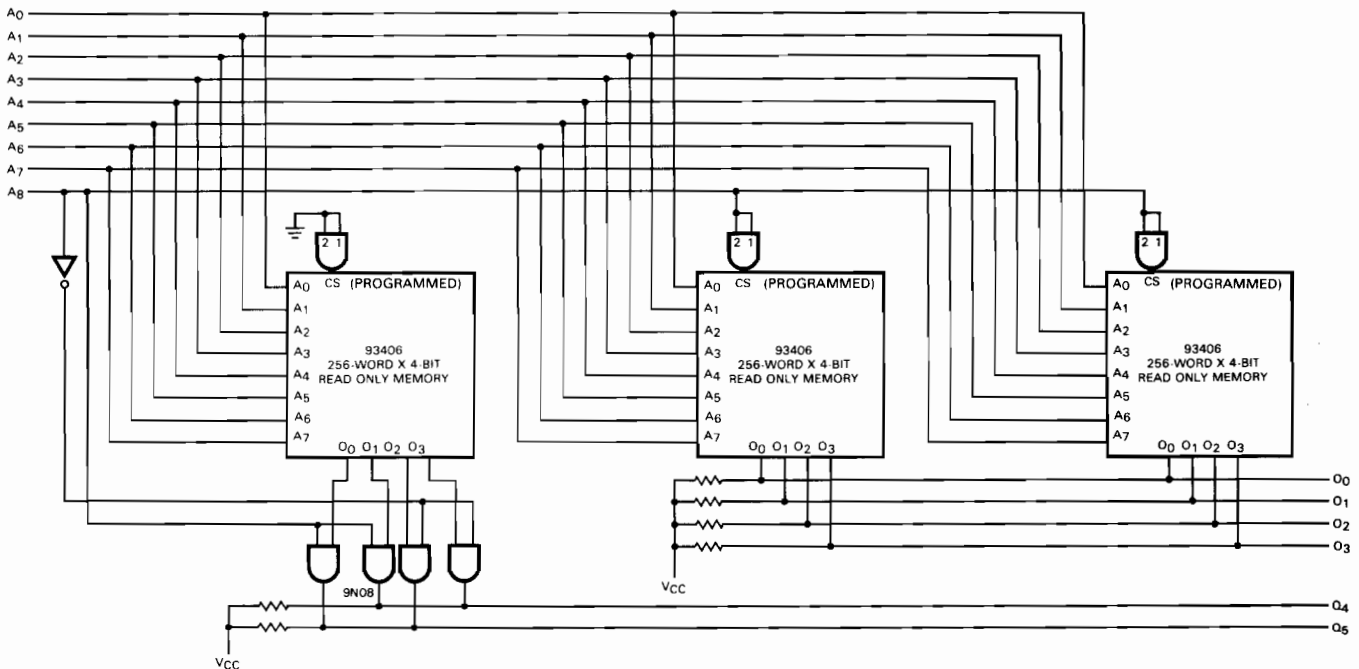 A0
A1
A2
A3
A4
A5
A6
A7
A8
2 1
2 1
2 1
A0 CS (PROGRAMMED)
A1
A2
A3
A4
A5
A6
A7
93406
256-WORD X 4-BIT
READ ONLY MEMORY
O0 O1 O2 O3
A0 CS (PROGRAMMED)
A1
A2
A3
A4
A5
A6
A7
93406
256-WORD X 4-BIT
READ ONLY MEMORY
O0 O1 O2 O3
A0 CS (PROGRAMMED)
A1
A2
A3
A4
A5
A6
A7
93406
256-WORD X 4-BIT
READ ONLY MEMORY
O0 O1 O2 O3
O0
O1
O2
O3
VCC
9N08
O4
O5
VCC